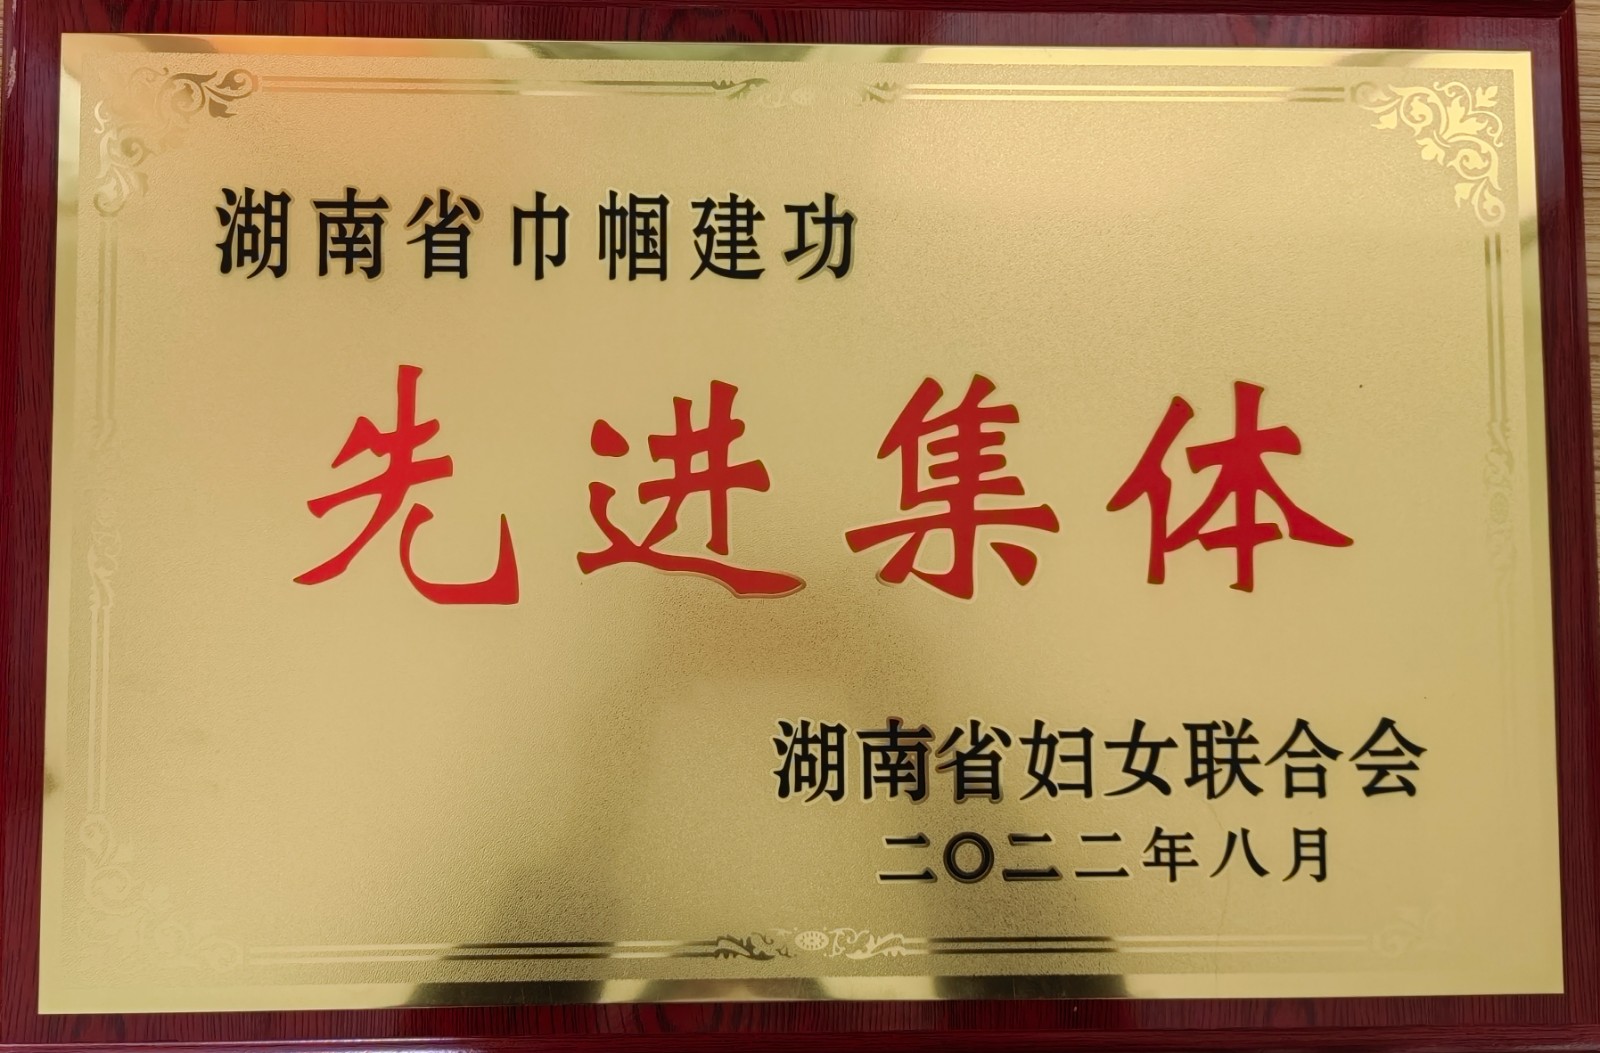 湖南省巾帼建功
先进集体
湖南省妇女联合会
二〇二二年八月